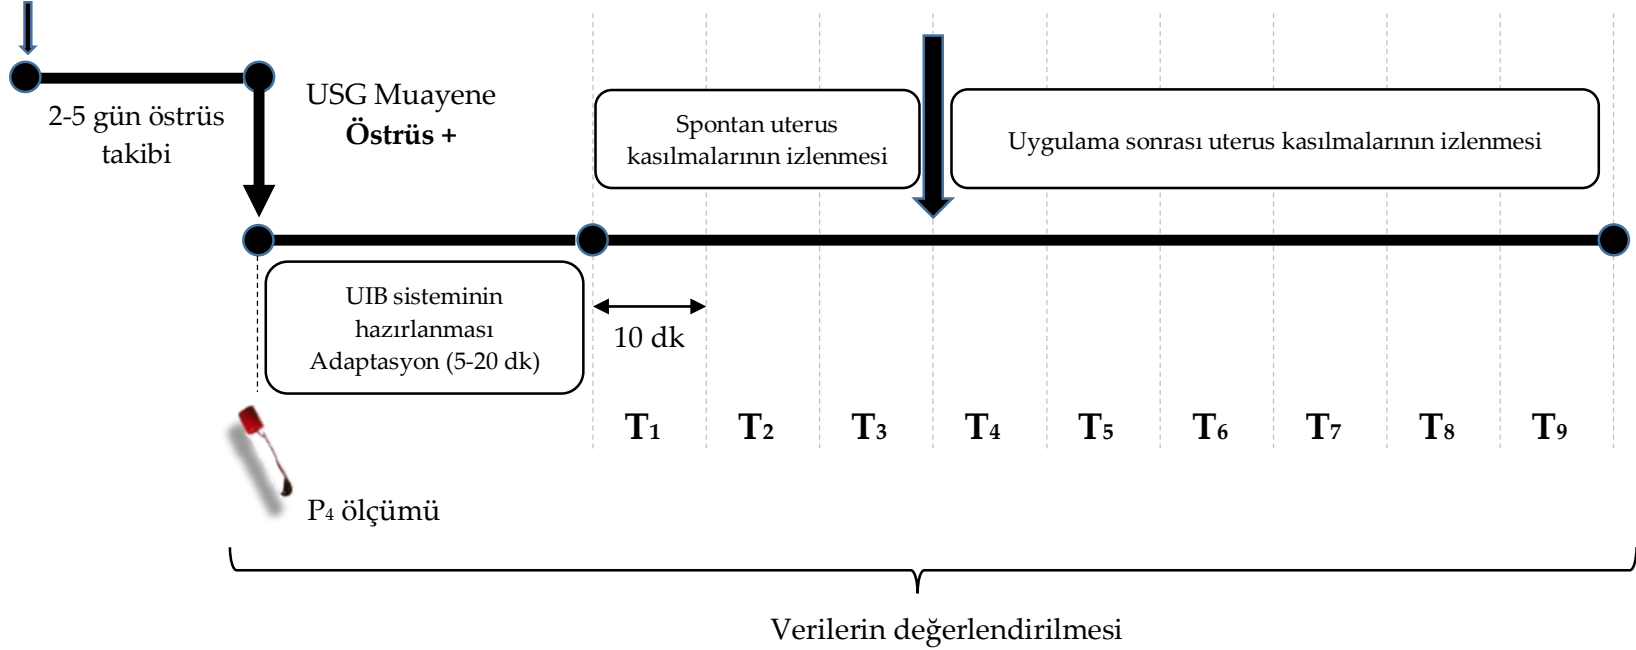 2-5 gün östrüs
takibi
USG Muayene
Östrüs +
Spontan uterus
kasılmalarının izlenmesi
Uygulama sonrası uterus kasılmalarının izlenmesi
UIB sisteminin
hazırlanması
Adaptasyon (5-20 dk)
10 dk
T₁ T₂ T₃ T₄ T₅ T₆ T₇ T₈ T₉
P₄ ölçümü
Verilerin değerlendirilmesi